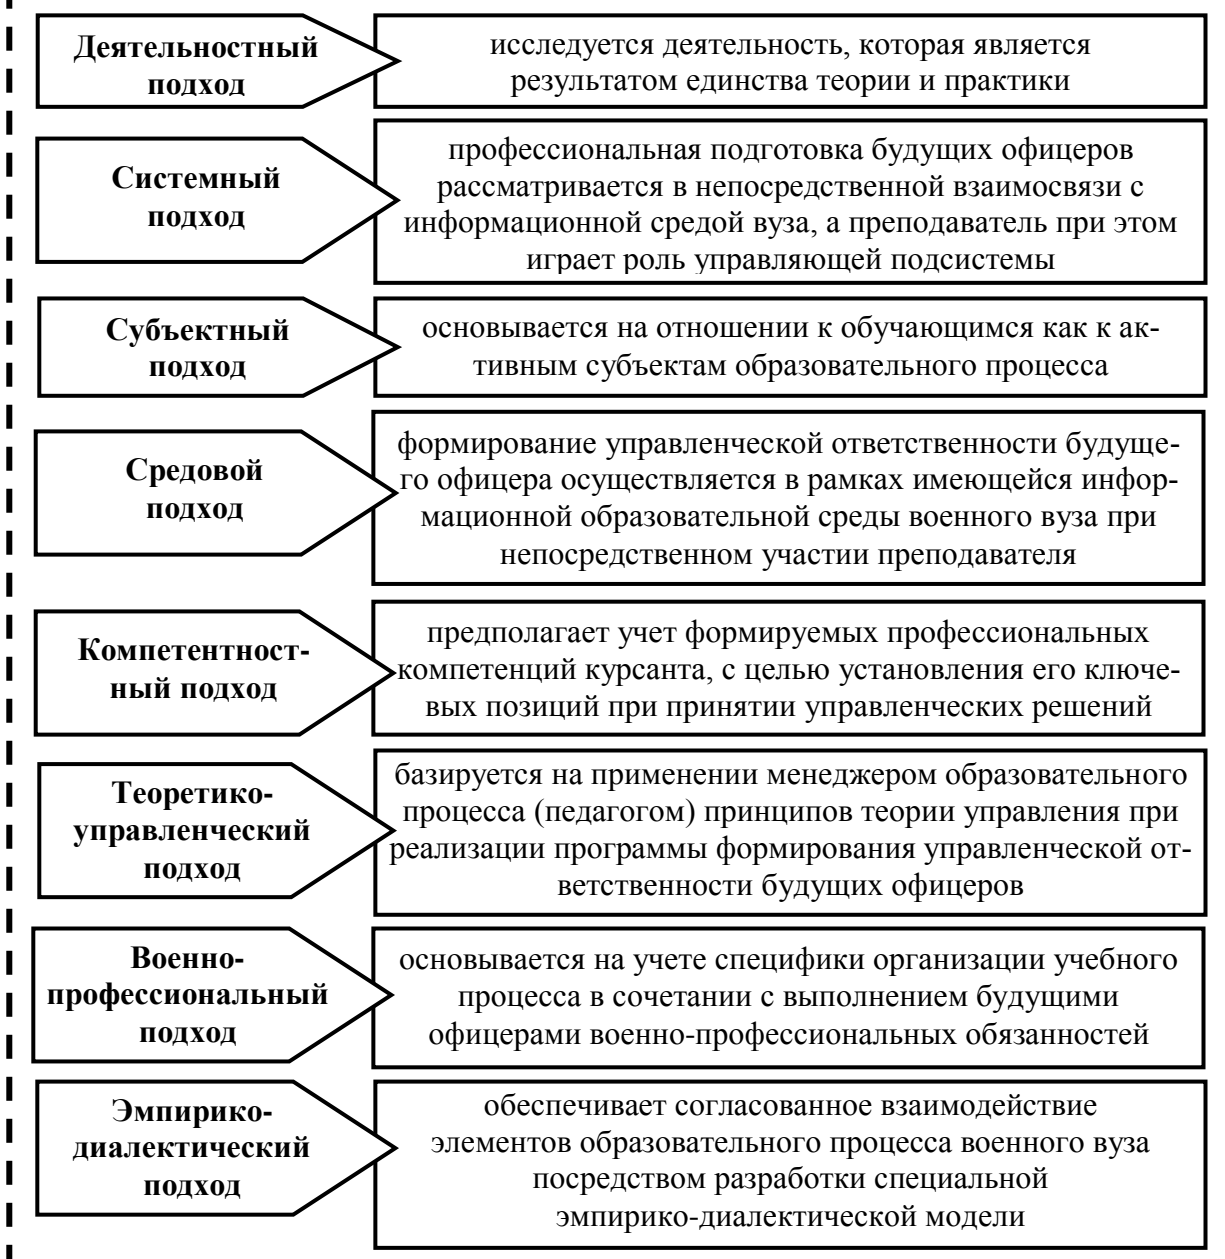 Деятельностный
подход
исследуется деятельность, которая является
результатом единства теории и практики
Системный
подход
профессиональная подготовка будущих офицеров
рассматривается в непосредственной взаимосвязи с
информационной средой вуза, а преподаватель при этом
играет роль управляющей подсистемы
Субъектный
подход
основывается на отношении к обучающимся как к ак-
тивным субъектам образовательного процесса
Средовой
подход
формирование управленческой ответственности будуще-
го офицера осуществляется в рамках имеющейся инфор-
мационной образовательной среды военного вуза при
непосредственном участии преподавателя
Компетентност-
ный подход
предполагает учет формируемых профессиональных
компетенций курсанта, с целью установления его ключе-
вых позиций при принятии управленческих решений
Теоретико-
управленческий
подход
базируется на применении менеджером образовательного
процесса (педагогом) принципов теории управления при
реализации программы формирования управленческой от-
ветственности будущих офицеров
Военно-
профессиональный
подход
основывается на учете специфики организации учебного
процесса в сочетании с выполнением будущими
офицерами военно-профессиональных обязанностей
Эмпирико-
диалектический
подход
обеспечивает согласованное взаимодействие
элементов образовательного процесса военного вуза
посредством разработки специальной
эмпирико-диалектической модели